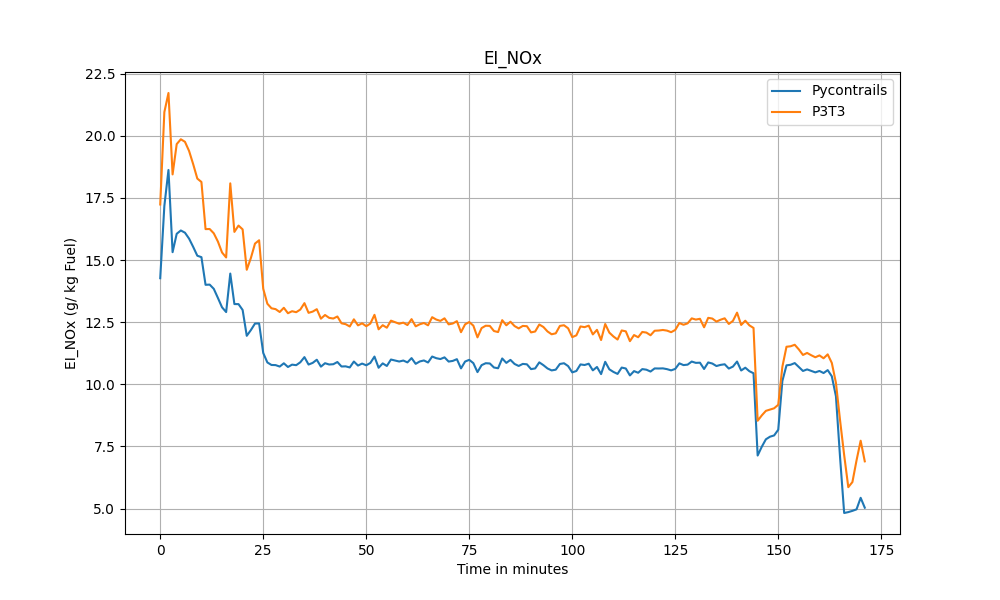 EI_NOx
Pycontrails
P3T3
EI_NOx (g/ kg Fuel)
22.5
20.0
17.5
15.0
12.5
10.0
7.5
5.0
0 25 50 75 100 125 150 175
Time in minutes